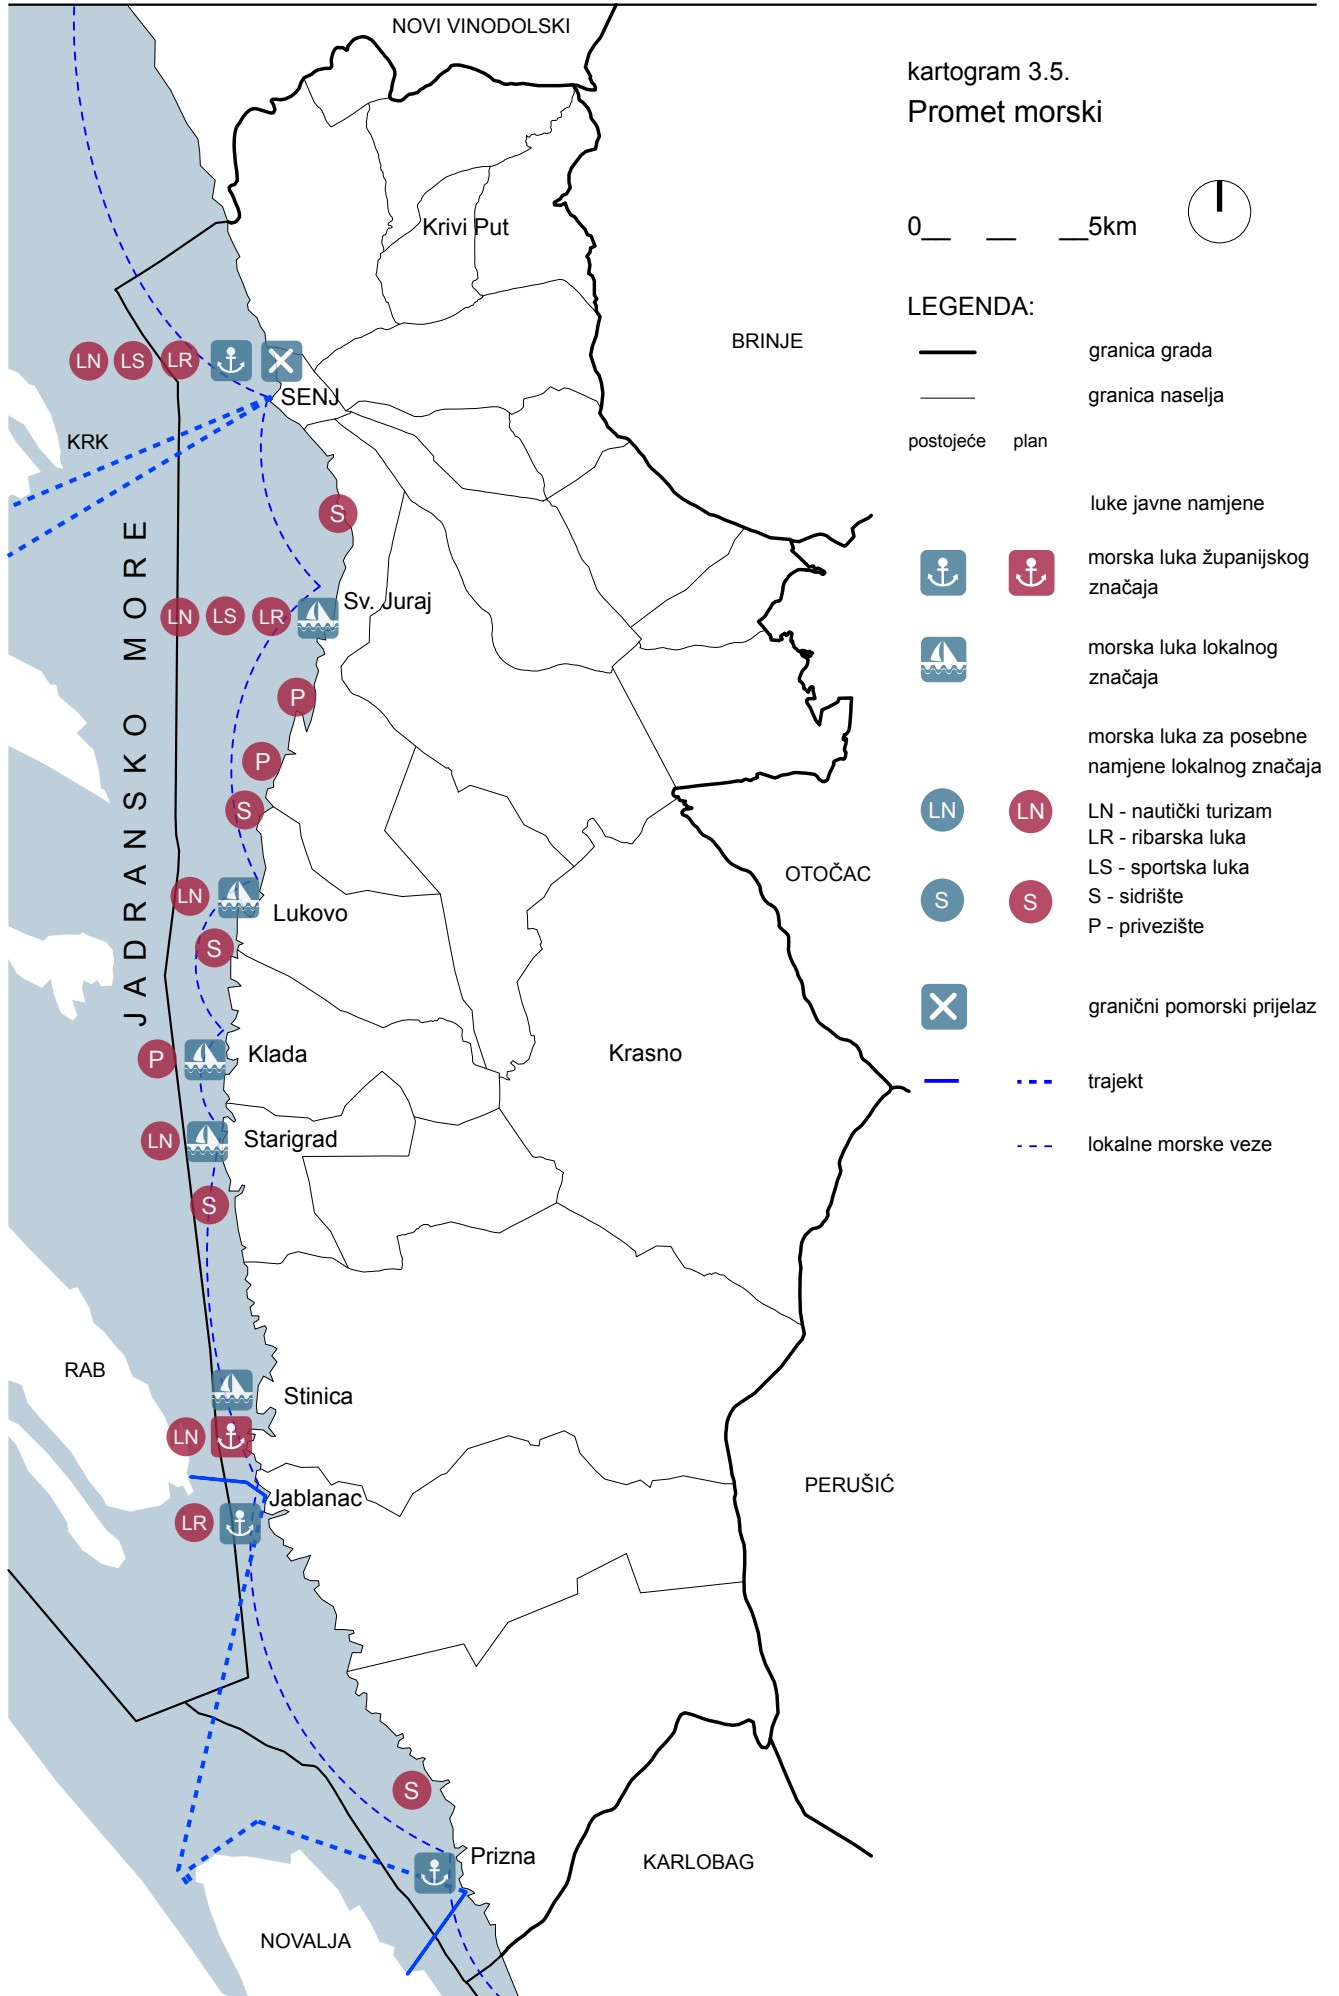 NOVI VINODOLSKI
kartogram 3.5.
Promet morski
0__ __ __5km
Krivi Put
BRINJE
LEGENDA:
granica grada
granica naselja
postojeće plan
luke javne namjene
morska luka županijskog
značaja
morska luka lokalnog
značaja
morska luka za posebne
namjene lokalnog značaja
LN LN
LN - nautički turizam
LR - ribarska luka
LS - sportska luka
S S
S - sidrište
P - privezište
granični pomorski prijelaz
trajekt
lokalne morske veze
LN LS LR
SENJ
KRK
JADRANSKO MORE
S
LN LS LR
Sv. Juraj
P
P
S
OTOČAC
LN
Lukovo
S
P
Klada
Krasno
LN
Starigrad
S
RAB
Stinica
LN
PERUŠIĆ
Jablanac
LR
S
Prizna
KARLOBAG
NOVALJA